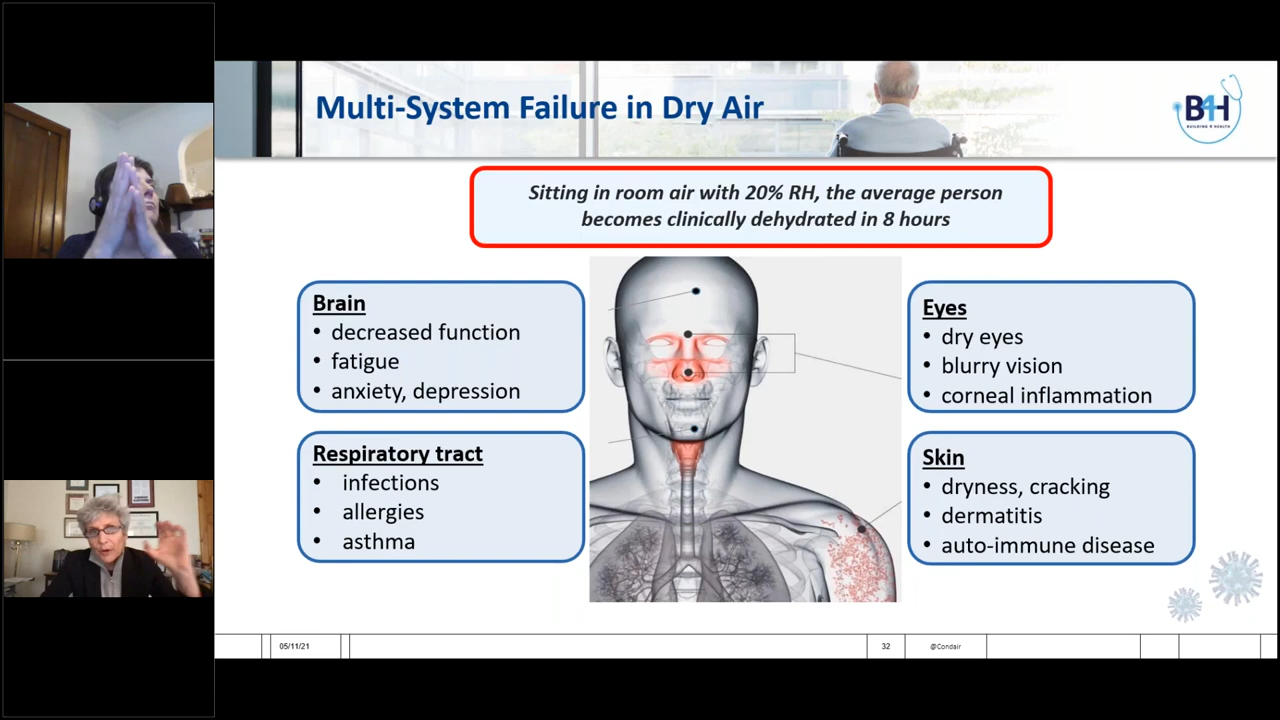 Multi-System Failure in Dry Air
B4H
BUILDING 4 HEALTH
Sitting in room air with 20% RH, the average person
becomes clinically dehydrated in 8 hours
Brain
• decreased function
• fatigue
• anxiety, depression
Respiratory tract
• infections
• allergies
• asthma
Eyes
• dry eyes
• blurry vision
• corneal inflammation
Skin
• dryness, cracking
• dermatitis
• auto-immune disease
05/11/21
32
@Condair